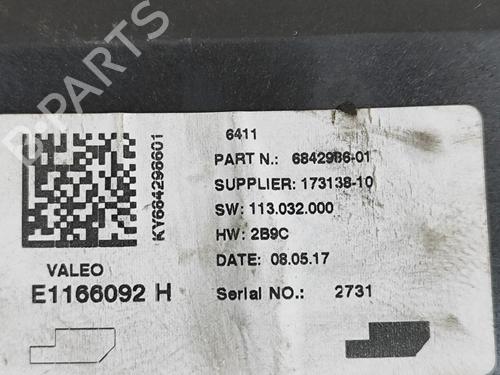 6411
PART N.: 6842986-01
SUPPLIER: 173138-10
SW: 113.032.000
HW: 2B9C
DATE: 08.05.17
Serial NO.: 2731
KY684298601
VALEO
E1166092 H